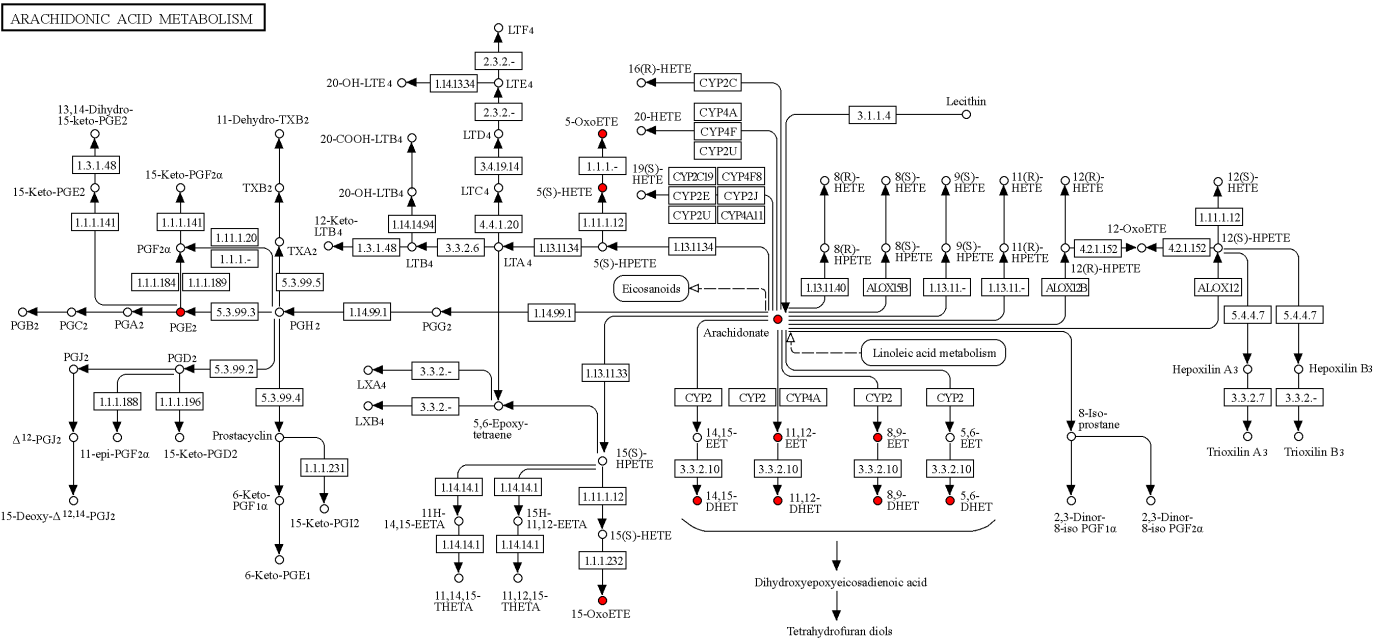 ARACHIDONIC ACID METABOLISM
LTF4
2.3.2.-
20-OH-LTE4
1.14.13.34
LTE4
2.3.2.-
LTD4
3.4.19.14
LTC4
4.4.1.20
16(R)-HETE
CYP2C
20-HETE
CYP4A
CYP4F
CYP2U
19(S)-
HETE
CYP2C19
CYP4F8
CYP2E
CYP2J
CYP2U
CYP4A11
3.1.1.4
Lecithin
13,14-Dihydro-
15-keto-PGE2
1.3.1.48
15-Keto-PGE2
1.1.1.141
11-Dehydro-TXB2
TXB2
TXA2
5.3.99.5
15-Keto-PGF2α
1.1.1.141
PGF2α
1.11.1.20
1.1.1.-
1.1.1.184
1.1.1.189
20-COOH-LTB4
20-OH-LTB4
1.14.14.94
12-Keto-
LTB4
1.3.1.48
LTB4
3.3.2.6
LTA4
1.13.11.34
5-OxoETE
1.1.1.-
5(S)-HETE
1.11.1.12
5(S)-HPETE
1.13.11.34
8(R)-
HETE
8(S)-
HETE
9(S)-
HETE
11(R)-
HETE
12(R)-
HETE
12(S)-
HETE
1.11.1.12
8(R)-
HPETE
8(S)-
HPETE
9(S)-
HPETE
11(R)-
HPETE
12(R)-HPETE
4.2.1.152
12-OxoETE
4.2.1.152
12(S)-HPETE
1.13.11.40
ALOX15B
1.13.11.-
1.13.11.-
ALOX12B
ALOX12
Eicosanoids
PGB2
PGC2
PGA2
PGE2
5.3.99.3
PGH2
1.14.99.1
PGG2
1.14.99.1
Arachidonate
Linoleic acid metabolism
5.4.4.7
5.4.4.7
Hepoxilin A3
Hepoxilin B3
3.3.2.7
3.3.2.-
Trioxilin A3
Trioxilin B3
PGJ2
PGD2
5.3.99.2
1.1.1.188
1.1.1.196
Δ12-PGJ2
11-epi-PGF2α
15-Keto-PGD2
15-Deoxy-Δ12,14-PGJ2
5.3.99.4
Prostacyclin
1.1.1.231
6-Keto-
PGF1α
15-Keto-PGI2
6-Keto-PGE1
LXA4
3.3.2.-
LXB4
3.3.2.-
5,6-Epoxy-
tetraene
1.13.11.33
15(S)-
HPETE
1.14.14.1
1.14.14.1
1.11.1.12
11H-
14,15-EETA
15H-
11,12-EETA
15(S)-HETE
1.14.14.1
1.14.14.1
1.1.1.232
11,14,15-
THETA
11,12,15-
THETA
15-OxoETE
CYP2
CYP2
CYP4A
CYP2
CYP2
14,15-
EET
11,12-
EET
8,9-
EET
5,6-
EET
3.3.2.10
3.3.2.10
3.3.2.10
3.3.2.10
14,15-
DHET
11,12-
DHET
8,9-
DHET
5,6-
DHET
8-Iso-
prostane
2,3-Dinor-
8-iso PGF1α
2,3-Dinor-
8-iso PGF2α
Dihydroxyepoxyeicosadienoic acid
Tetrahydrofuran diols